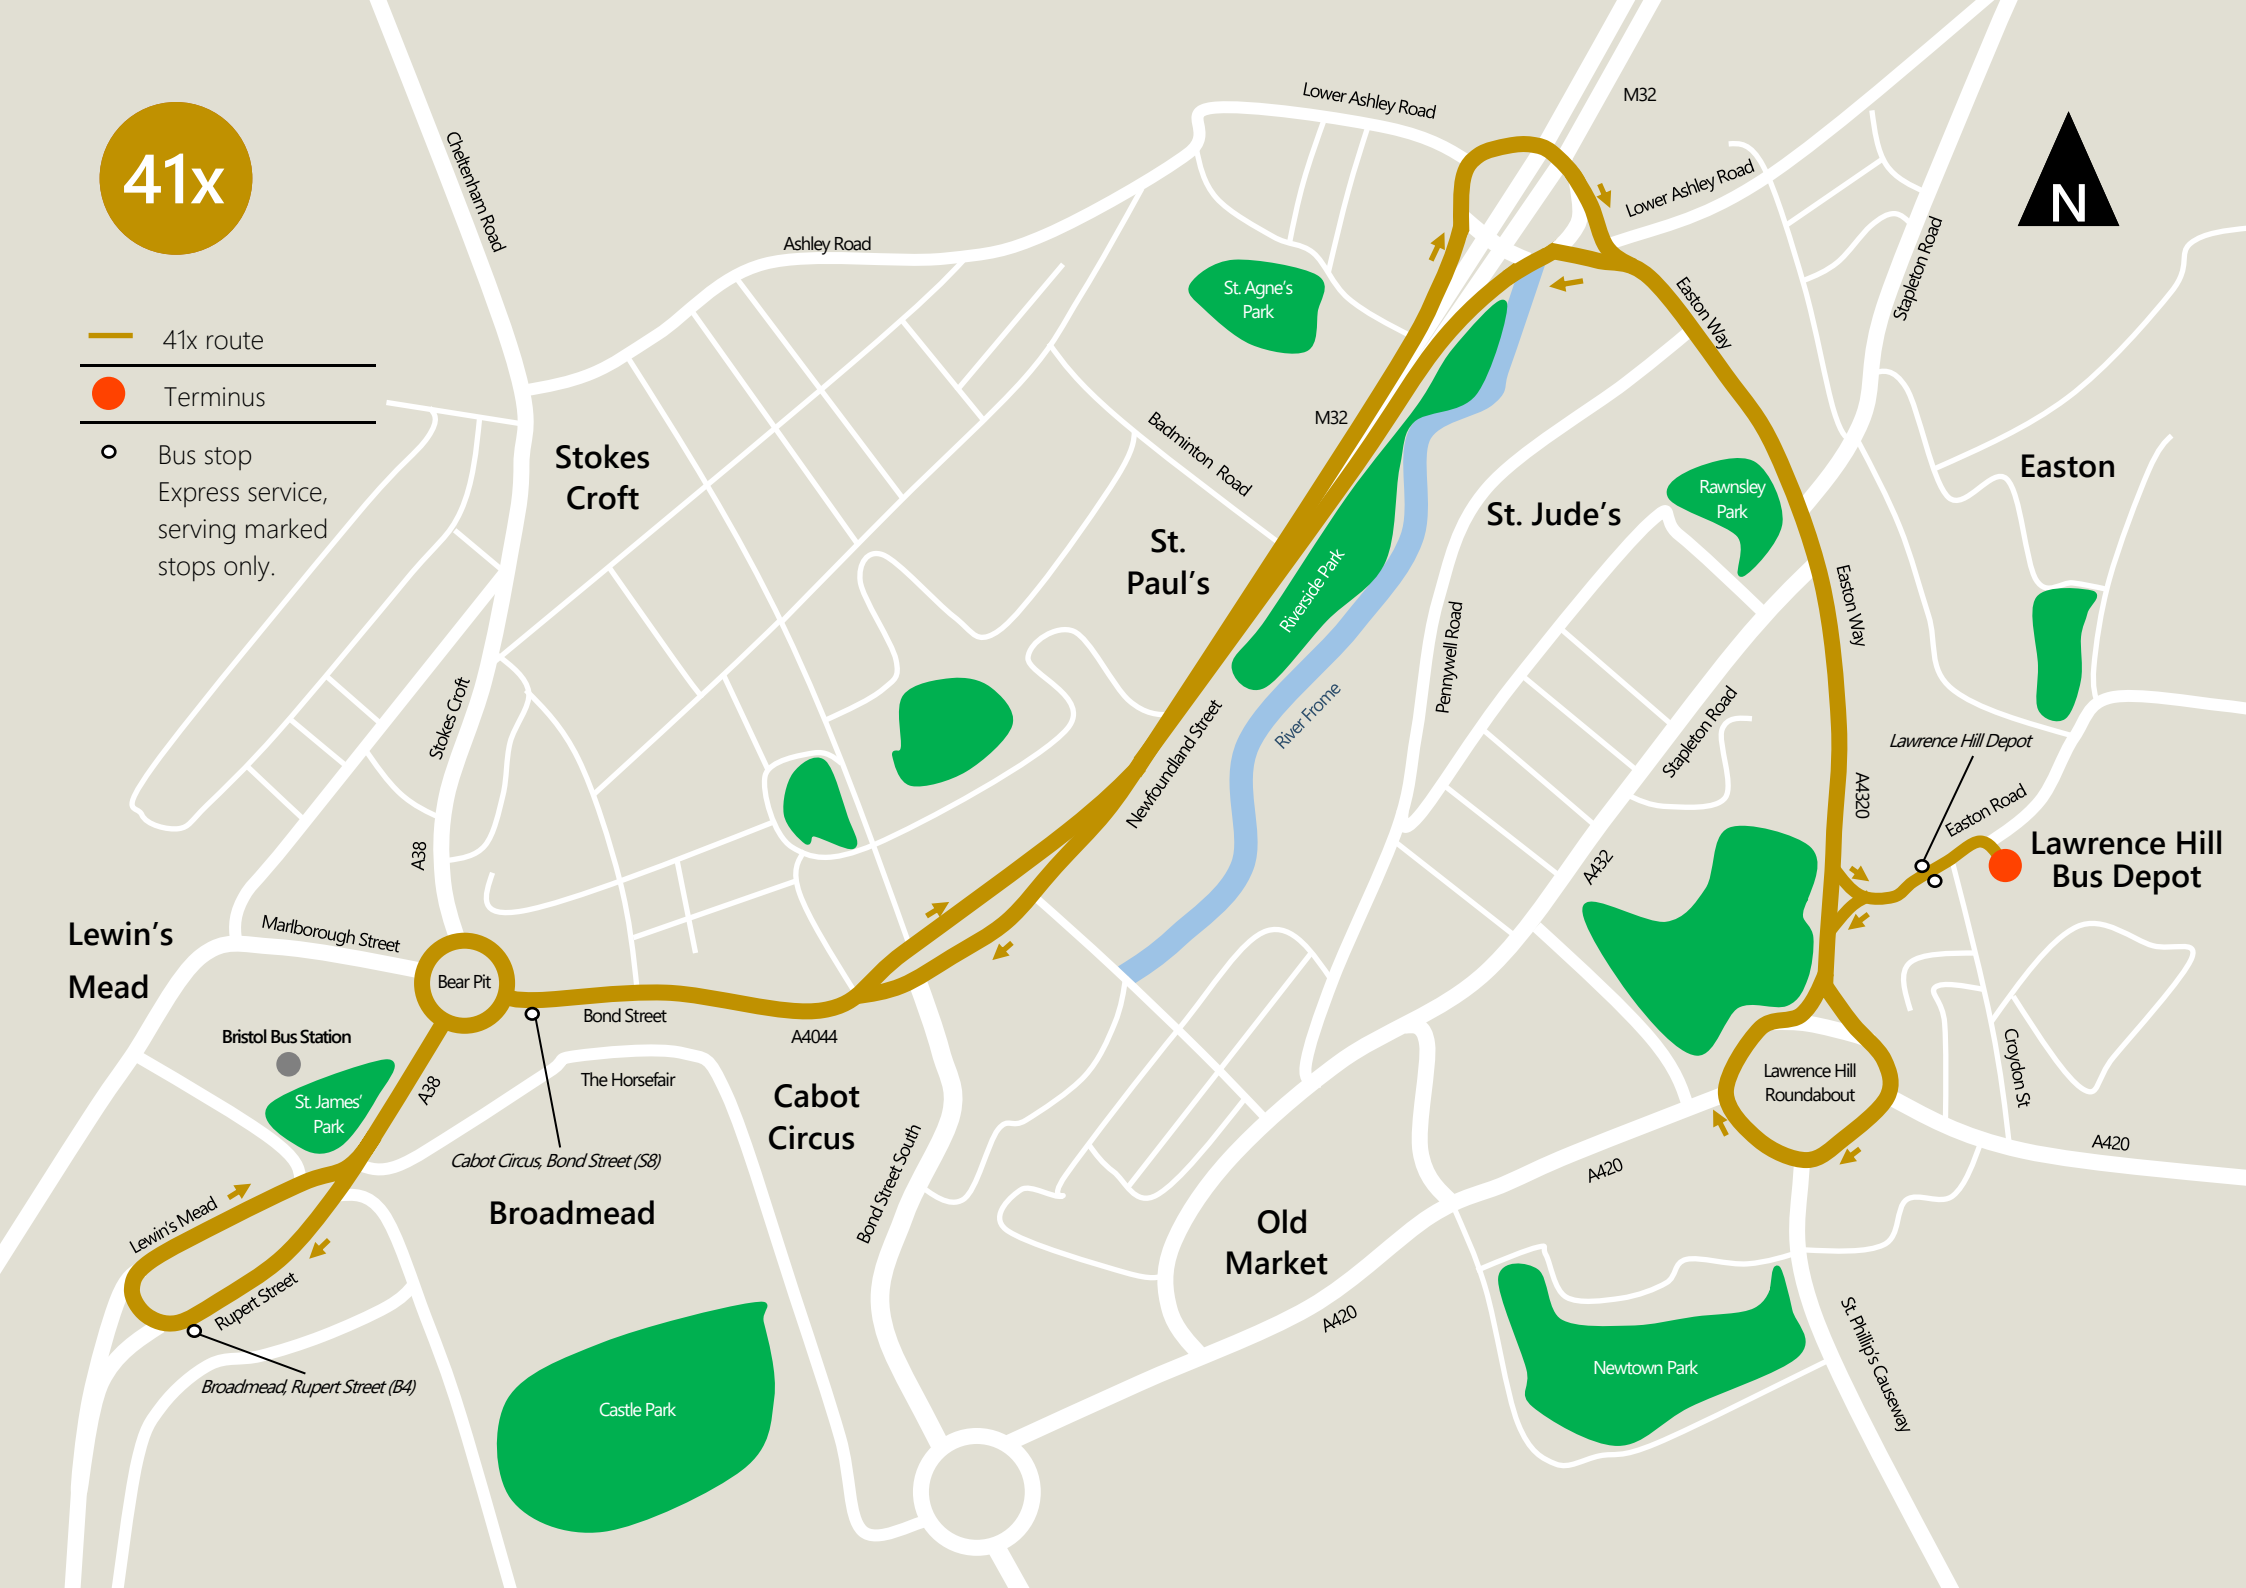 41x
41x route
Terminus
Bus stop
Express service,
serving marked
stops only.
N
M32
Lower Ashley Road
Cheltenham Road
Lower Ashley Road
Ashley Road
Stapleton Road
St. Agne's
Park
Easton Way
M32
Badminton Road
Stokes
Croft
Easton
Rawnsley
Park
St. Jude's
St.
Paul's
Riverside Park
Easton Way
Pennywell Road
Stokes Croft
River Frome
Newfoundland Street
Stapleton Road
Lawrence Hill Depot
A4320
Easton Road
A38
A432
Lawrence Hill
Bus Depot
Lewin's
Mead
Marlborough Street
Bear Pit
Bond Street
A4044
Bristol Bus Station
The Horsefair
A38
St. James'
Park
Cabot
Circus
Lawrence Hill
Roundabout
Croydon St
A420
A420
Cabot Circus, Bond Street (S8)
Bond Street South
Broadmead
Lewin's Mead
Old
Market
Rupert Street
A420
St. Phillip's Causeway
Broadmead, Rupert Street (B4)
Newtown Park
Castle Park